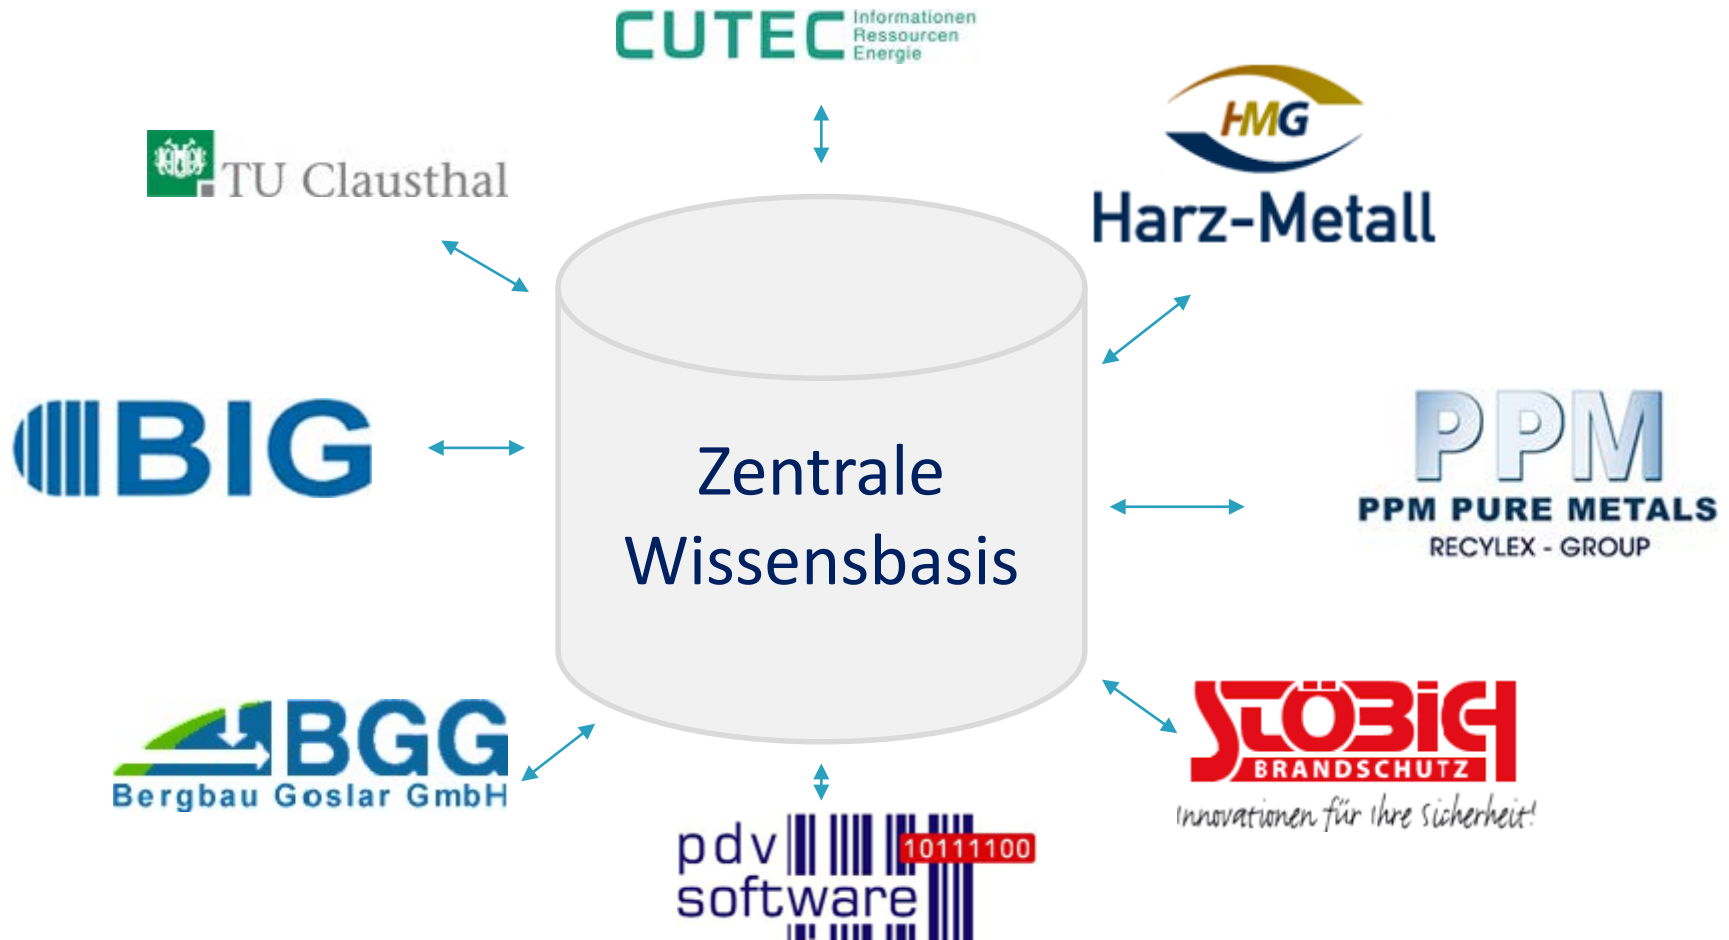 CUTEC
Informationen
Ressourcen
Energie
HMG
Harz-Metall
TU Clausthal
BIG
Zentrale
Wissensbasis
PPM
PPM PURE METALS
RECYLEX - GROUP
BGG
Bergbau Goslar GmbH
STÖBICH
BRANDSCHUTZ
Innovationen für Ihre Sicherheit!
pdv
10111100
software